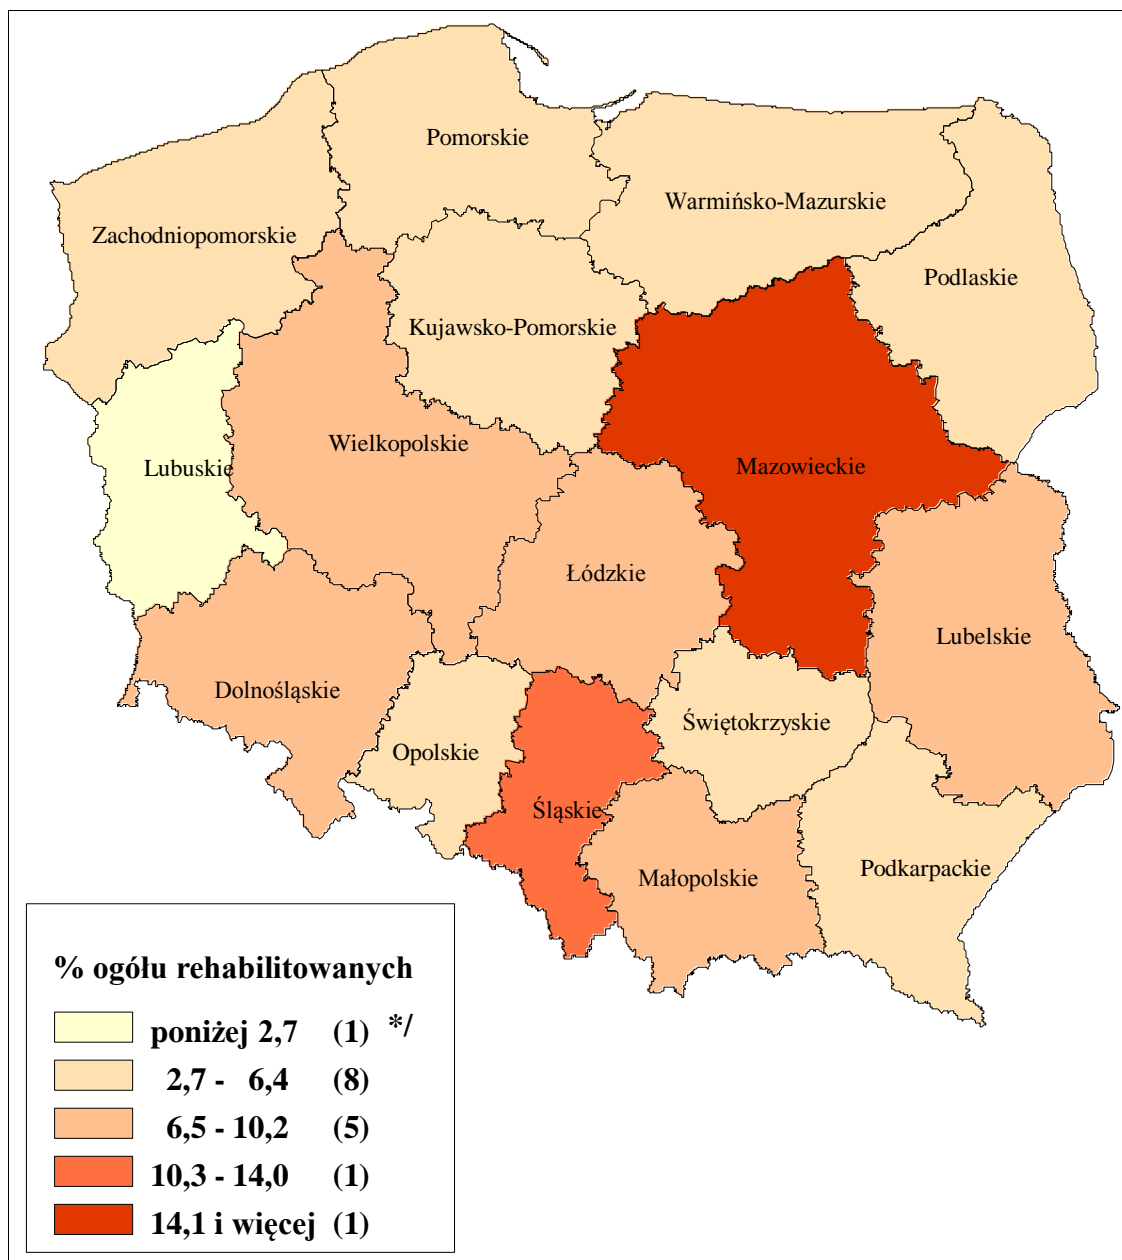 Pomorskie
Warmińsko-Mazurskie
Zachodniopomorskie
Podlaskie
Kujawsko-Pomorskie
Wielkopolskie
Lubuskie
Mazowieckie
Łódzkie
Lubelskie
Dolnośląskie
Świętokrzyskie
Opolskie
Śląskie
Podkarpackie
Małopolskie
% ogółu rehabilitowanych
poniżej 2,7 (1) */
2,7 - 6,4 (8)
6,5 - 10,2 (5)
10,3 - 14,0 (1)
14,1 i więcej (1)